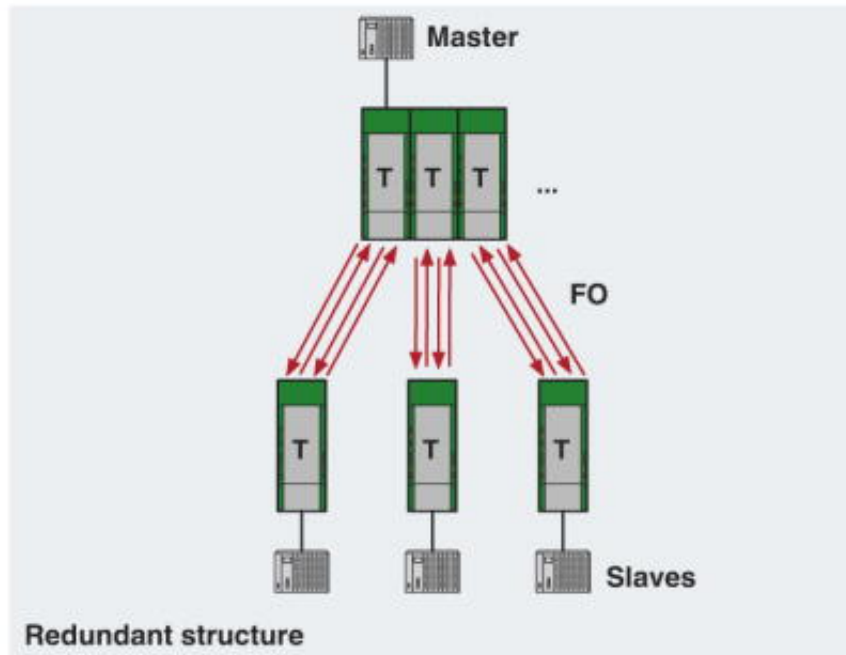 Master
T T T ...
FO
T T T
Slaves
Redundant structure